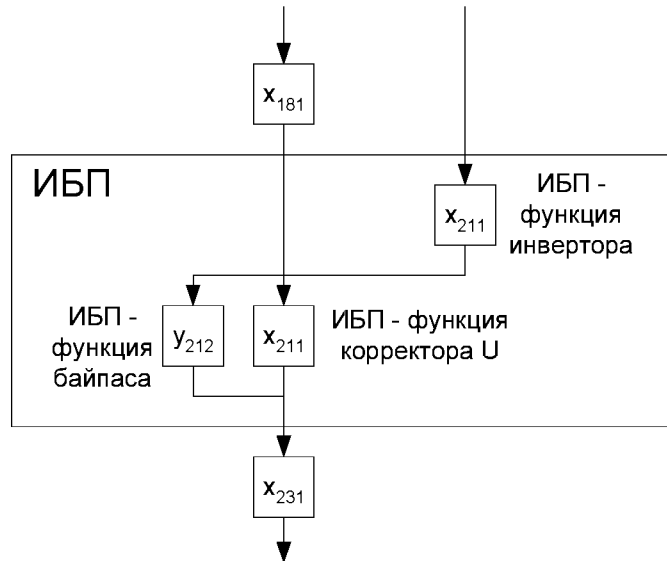 x181
ИБП
x211
ИБП -
функция
инвертора
ИБП -
функция
байпаса
y212
x211
ИБП - функция
корректора U
x231